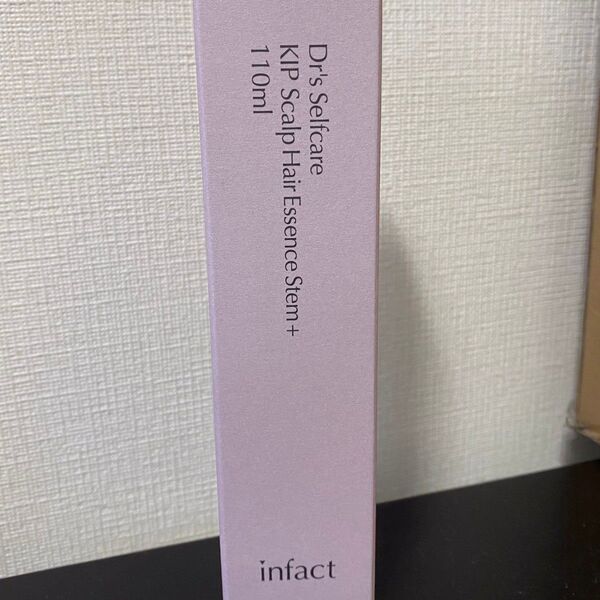 Dr's Selfcare
KIP Scalp Hair Essence Stem+
110ml
infact